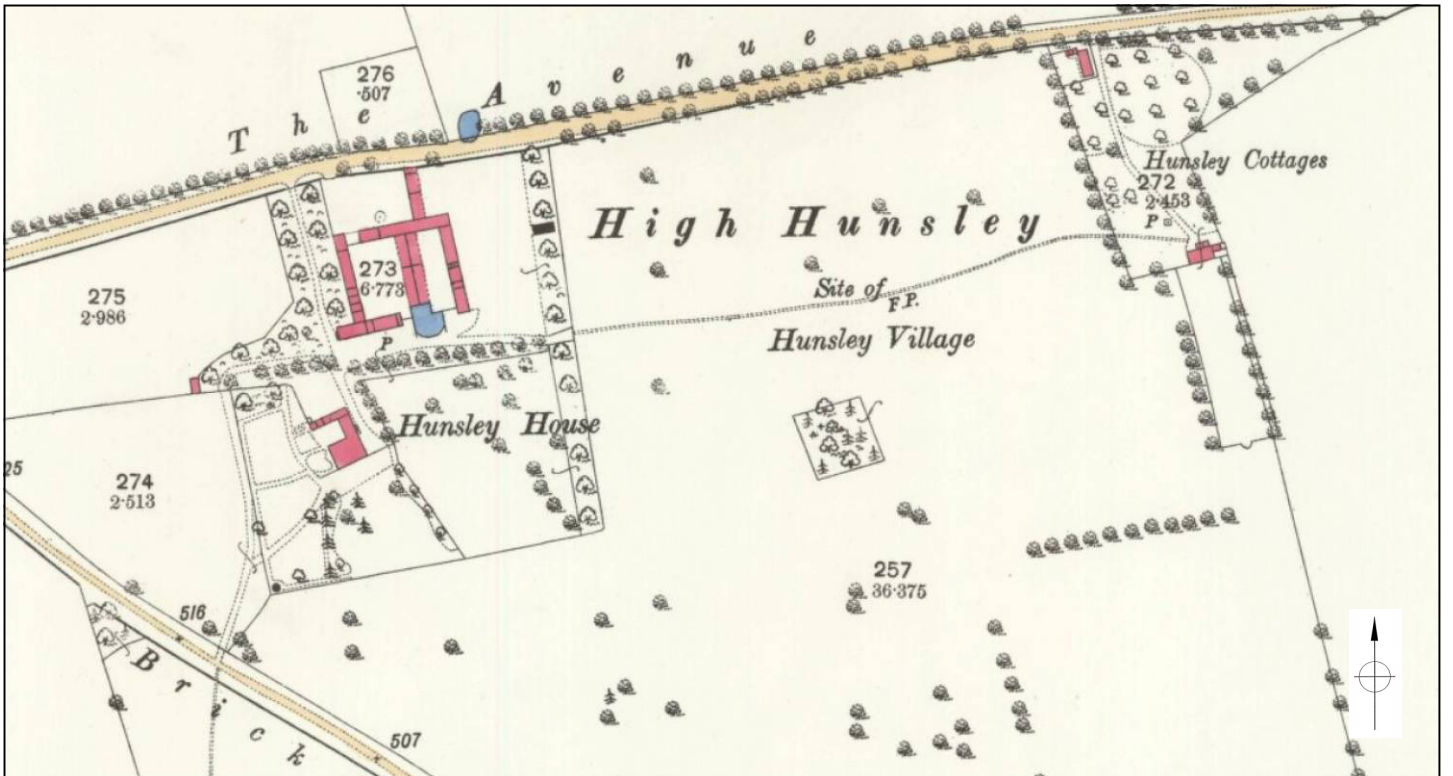 276
·507
The Avenue
Hunsley Cottages
272
2·453
P
High Hunsley
273
6·773
275
2·986
Site of
F.P.
Hunsley Village
P
Hunsley House
25
274
2·513
257
36·375
516
Brick
507